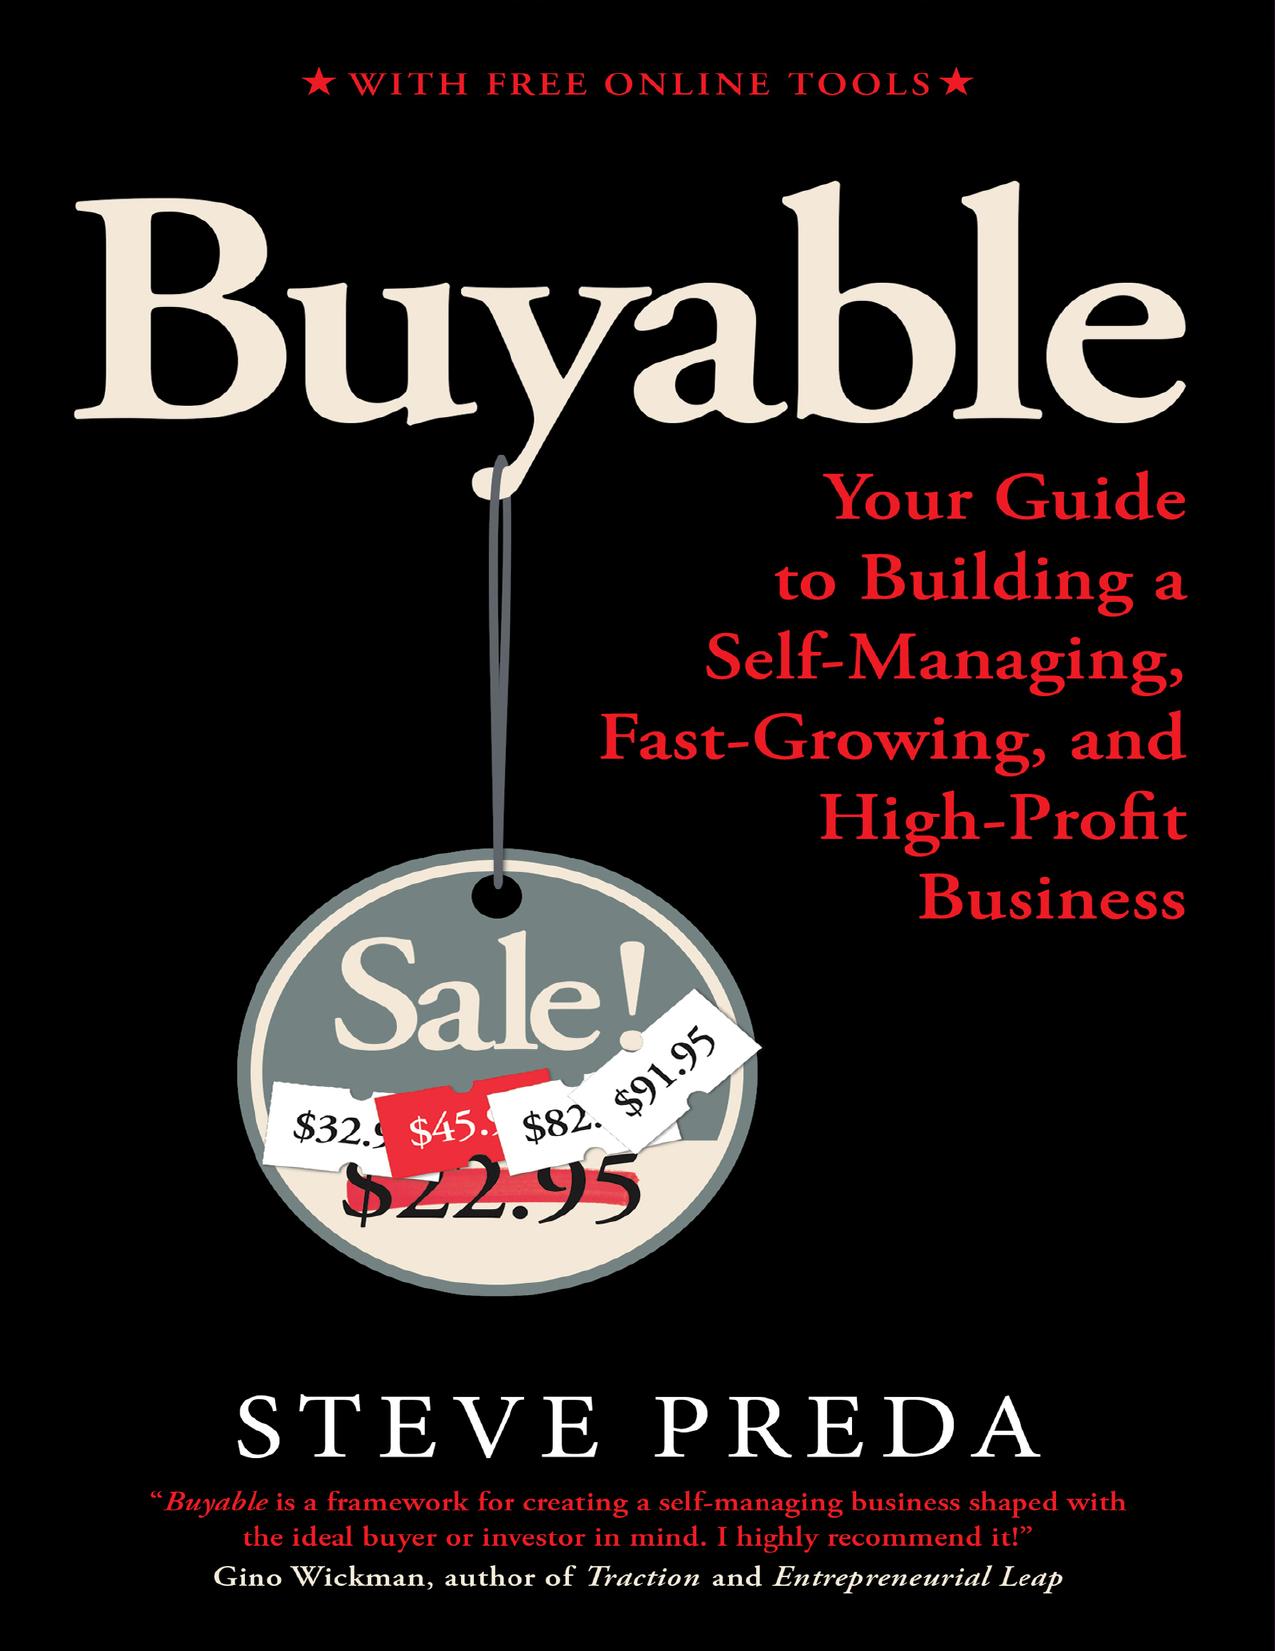 ★ WITH FREE ONLINE TOOLS ★
Buyable
Your Guide
to Building a
Self-Managing,
Fast-Growing, and
High-Profit
Business
Sale!
$91.95
$32.9
$45.9
$82.
$22.95
STEVE PREDA
“Buyable is a framework for creating a self-managing business shaped with
the ideal buyer or investor in mind. I highly recommend it!”
Gino Wickman, author of Traction and Entrepreneurial Leap